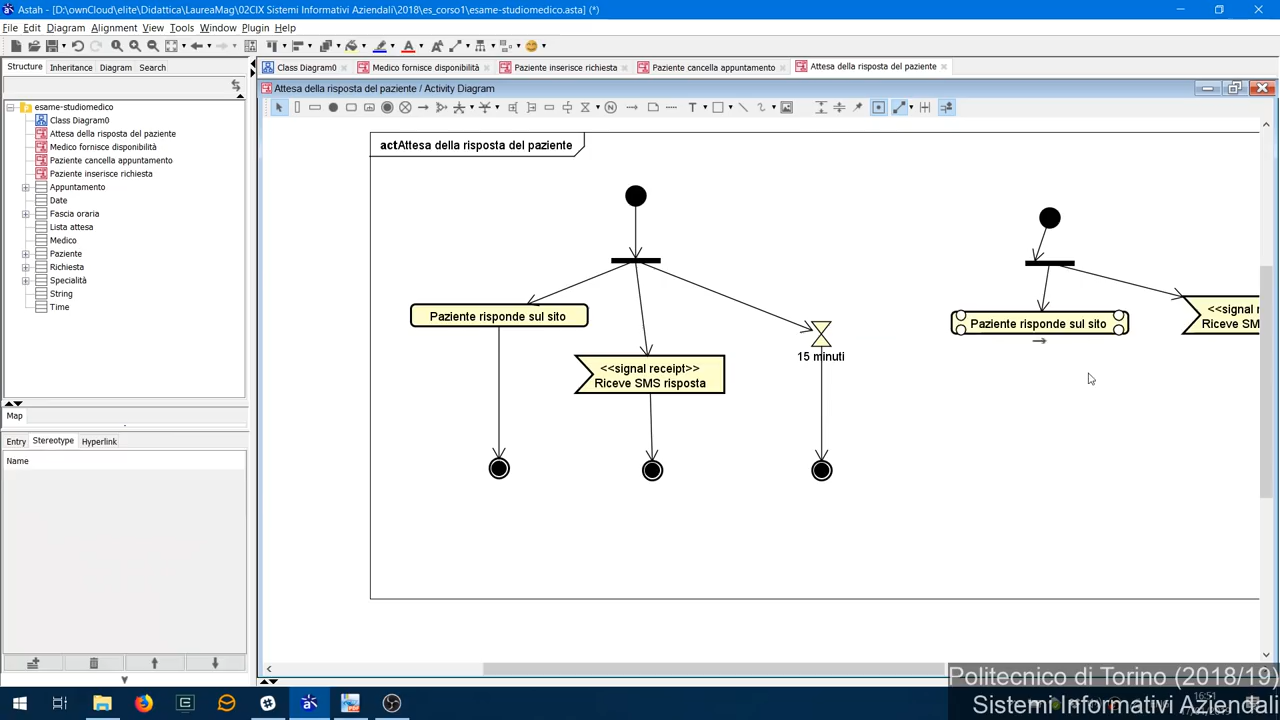 Astah - [D:\ownCloud\elite\Didattica\LaureaMag\02CIX Sistemi Informativi Aziendali\2018\es_corso1\esame-studiomedico.asta] (*)
File Edit Diagram Alignment View Tools Window Plugin Help
Structure Inheritance Diagram Search
Class Diagram0 Medico fornisce disponibilità Paziente inserisce richiesta Paziente cancella appuntamento Attesa della risposta del paziente
Attesa della risposta del paziente / Activity Diagram
esame-studiomedico
Class Diagram0
Attesa della risposta del paziente
Medico fornisce disponibilità
Paziente cancella appuntamento
Paziente inserisce richiesta
Appuntamento
Date
Fascia oraria
Lista attesa
Medico
Paziente
Richiesta
Specialità
String
Time
Map
Entry Stereotype Hyperlink
Name
actAttesa della risposta del paziente
Paziente risponde sul sito
<<signal receipt>>
Riceve SMS risposta
15 minuti
Paziente risponde sul sito
<<signal r
Riceve SM
Politecnico di Torino (2018/19)
16:51
Sistemi Informativi Aziendali